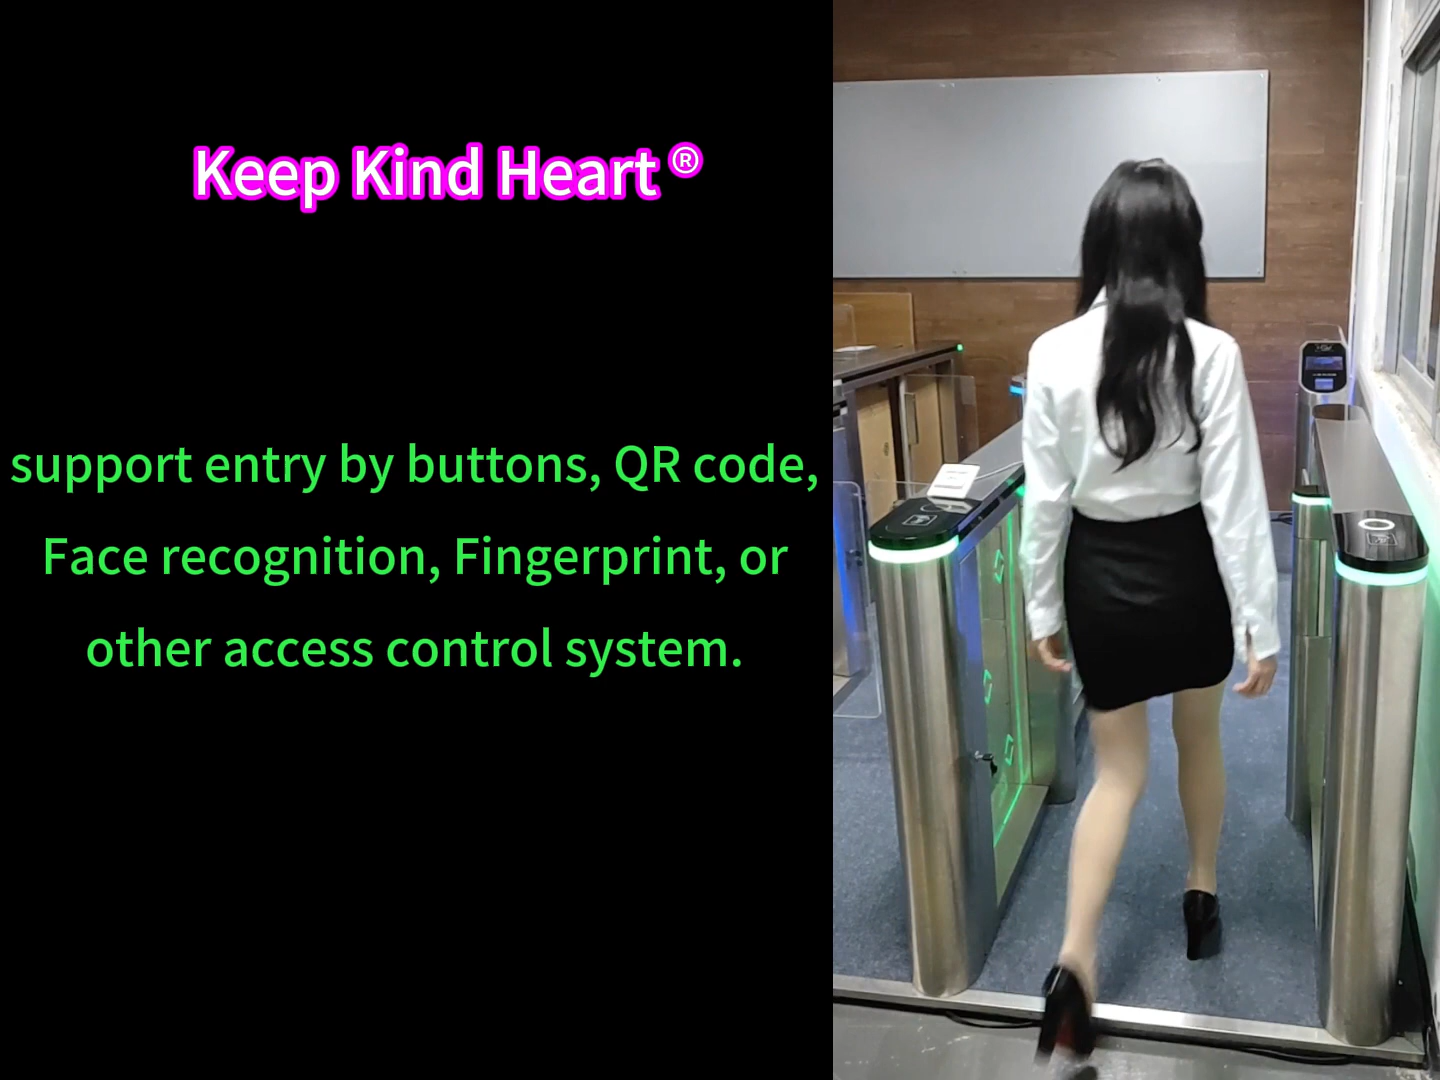 Keep Kind Heart ®
support entry by buttons, QR code,
Face recognition, Fingerprint, or
other access control system.